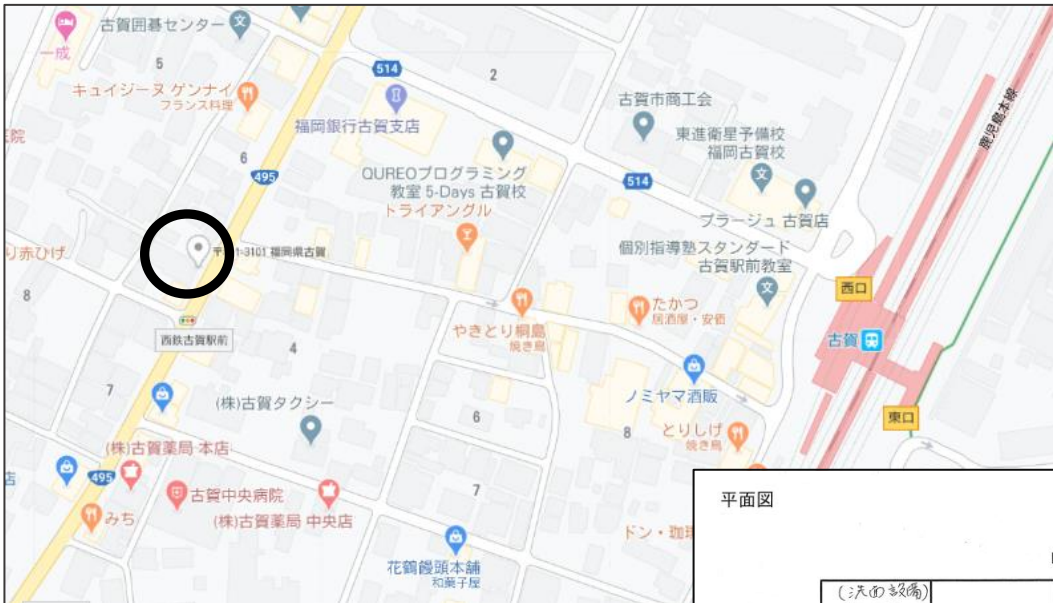 古賀囲碁センター
一成
5
キュイジーヌ ゲンナイ
フランス料理
514
2
福岡銀行古賀支店
古賀市商工会
東進衛星予備校
福岡古賀校
鹿児島本線
6
495
QUREOプログラミング
教室 5-Days 古賀校
514
トライアングル
プラージュ 古賀店
個別指導塾スタンダード
古賀駅前教室
り赤ひげ
1-3101 福岡県古賀
8
西口
たかつ
居酒屋・安価
やきとり桐島
焼き鳥
古賀
西鉄古賀駅前
4
ノミヤマ酒販
7
(株)古賀タクシー
6
8
とりしげ
焼き鳥
東口
(株)古賀薬局 本店
店
495
古賀中央病院
7
みち
(株)古賀薬局 中央店
ドン・珈
花鶴饅頭本舗
和菓子屋
平面図
(洗面設備)